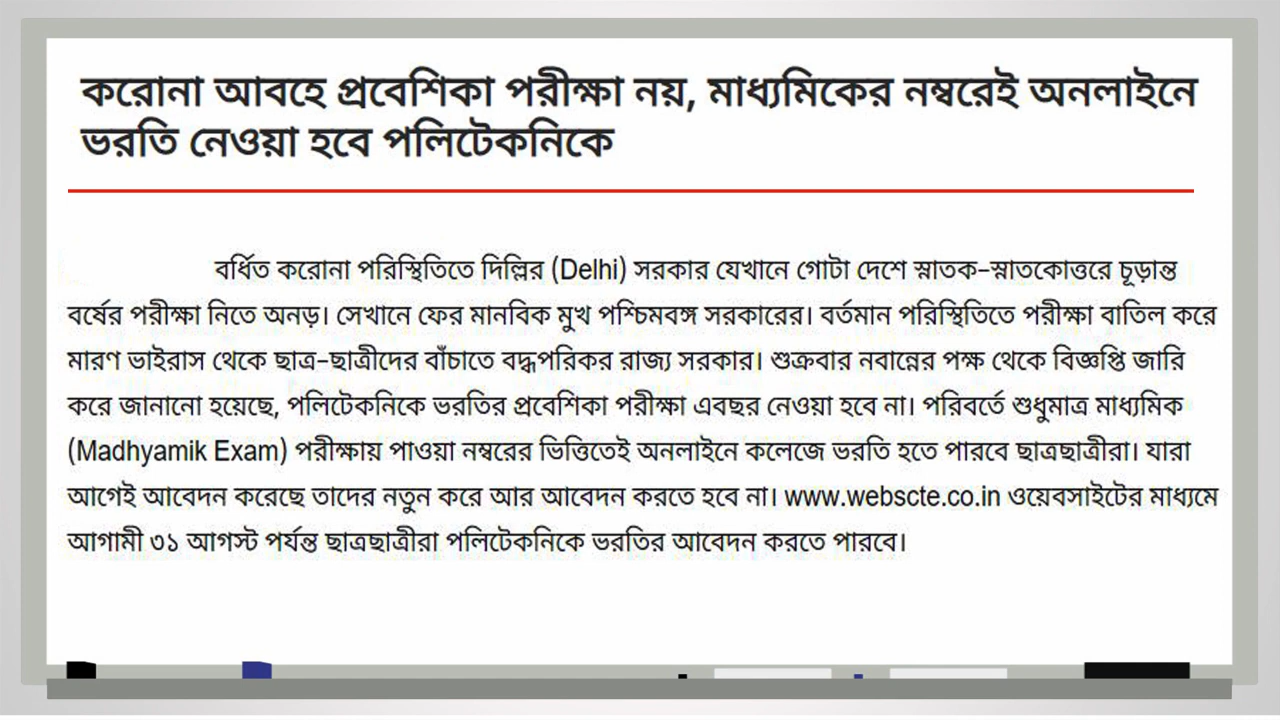 করোনা আবহে প্রবেশিকা পরীক্ষা নয়, মাধ্যমিকের নম্বরেই অনলাইনে
ভরতি নেওয়া হবে পলিটেকনিকে
বর্ধিত করোনা পরিস্থিতিতে দিল্লির (Delhi) সরকার যেখানে গোটা দেশে স্নাতক-স্নাতকোত্তরে চূড়ান্ত
বর্ষের পরীক্ষা নিতে অনড়। সেখানে ফের মানবিক মুখ পশ্চিমবঙ্গ সরকারের। বর্তমান পরিস্থিতিতে পরীক্ষা বাতিল করে
মারণ ভাইরাস থেকে ছাত্র-ছাত্রীদের বাঁচাতে বদ্ধপরিকর রাজ্য সরকার। শুক্রবার নবান্নের পক্ষ থেকে বিজ্ঞপ্তি জারি
করে জানানো হয়েছে, পলিটেকনিকে ভরতির প্রবেশিকা পরীক্ষা এবছর নেওয়া হবে না। পরিবর্তে শুধুমাত্র মাধ্যমিক
(Madhyamik Exam) পরীক্ষায় পাওয়া নম্বরের ভিত্তিতেই অনলাইনে কলেজে ভরতি হতে পারবে ছাত্রছাত্রীরা। যারা
আগেই আবেদন করেছে তাদের নতুন করে আর আবেদন করতে হবে না। www.webscte.co.in ওয়েবসাইটের মাধ্যমে
আগামী ৩১ আগস্ট পর্যন্ত ছাত্রছাত্রীরা পলিটেকনিকে ভরতির আবেদন করতে পারবে।